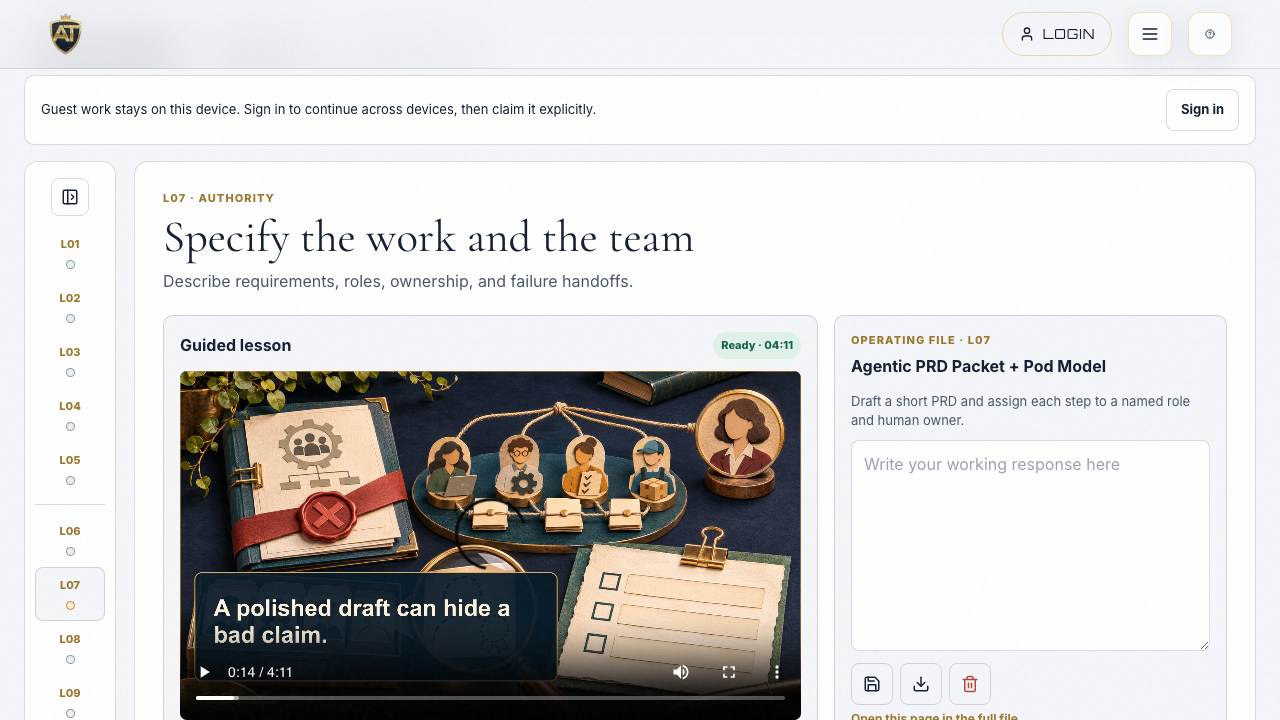 AT
LOGIN
Guest work stays on this device. Sign in to continue across devices, then claim it explicitly.
Sign in
L01
L02
L03
L04
L05
L06
L07
L08
L09
L07 · AUTHORITY
Specify the work and the team
Describe requirements, roles, ownership, and failure handoffs.
Guided lesson
Ready · 04:11
A polished draft can hide a
bad claim.
0:14 / 4:11
OPERATING FILE · L07
Agentic PRD Packet + Pod Model
Draft a short PRD and assign each step to a named role
and human owner.
Write your working response here
Open this page in the full file